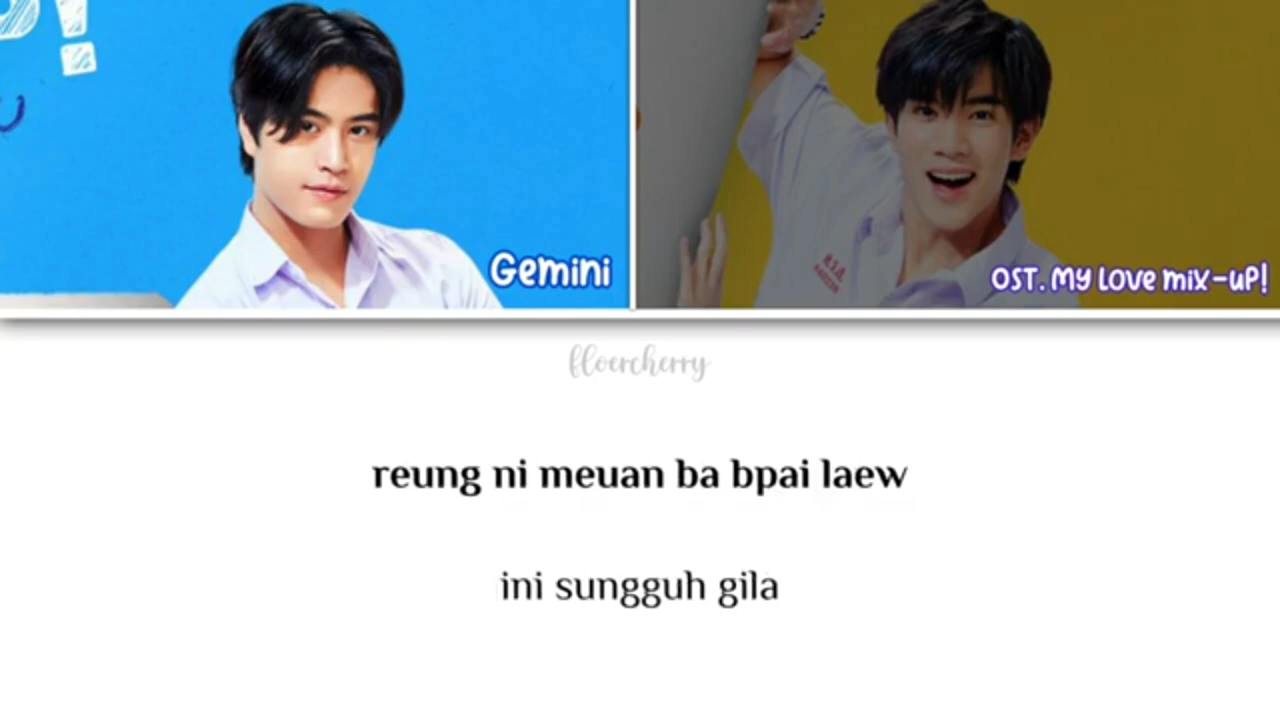 Gemini
OST. My Love Mix-Up!
floercherry
reung ni meuan ba bpai laew
ini sungguh gila